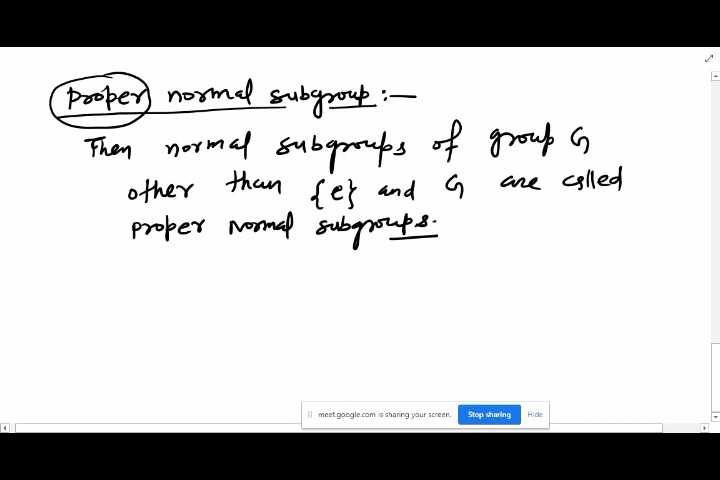 Proper normal subgroup :—
Then normal subgroups of group G
other than {e} and G are called
proper normal subgroups.
meet.google.com is sharing your screen. Stop sharing Hide